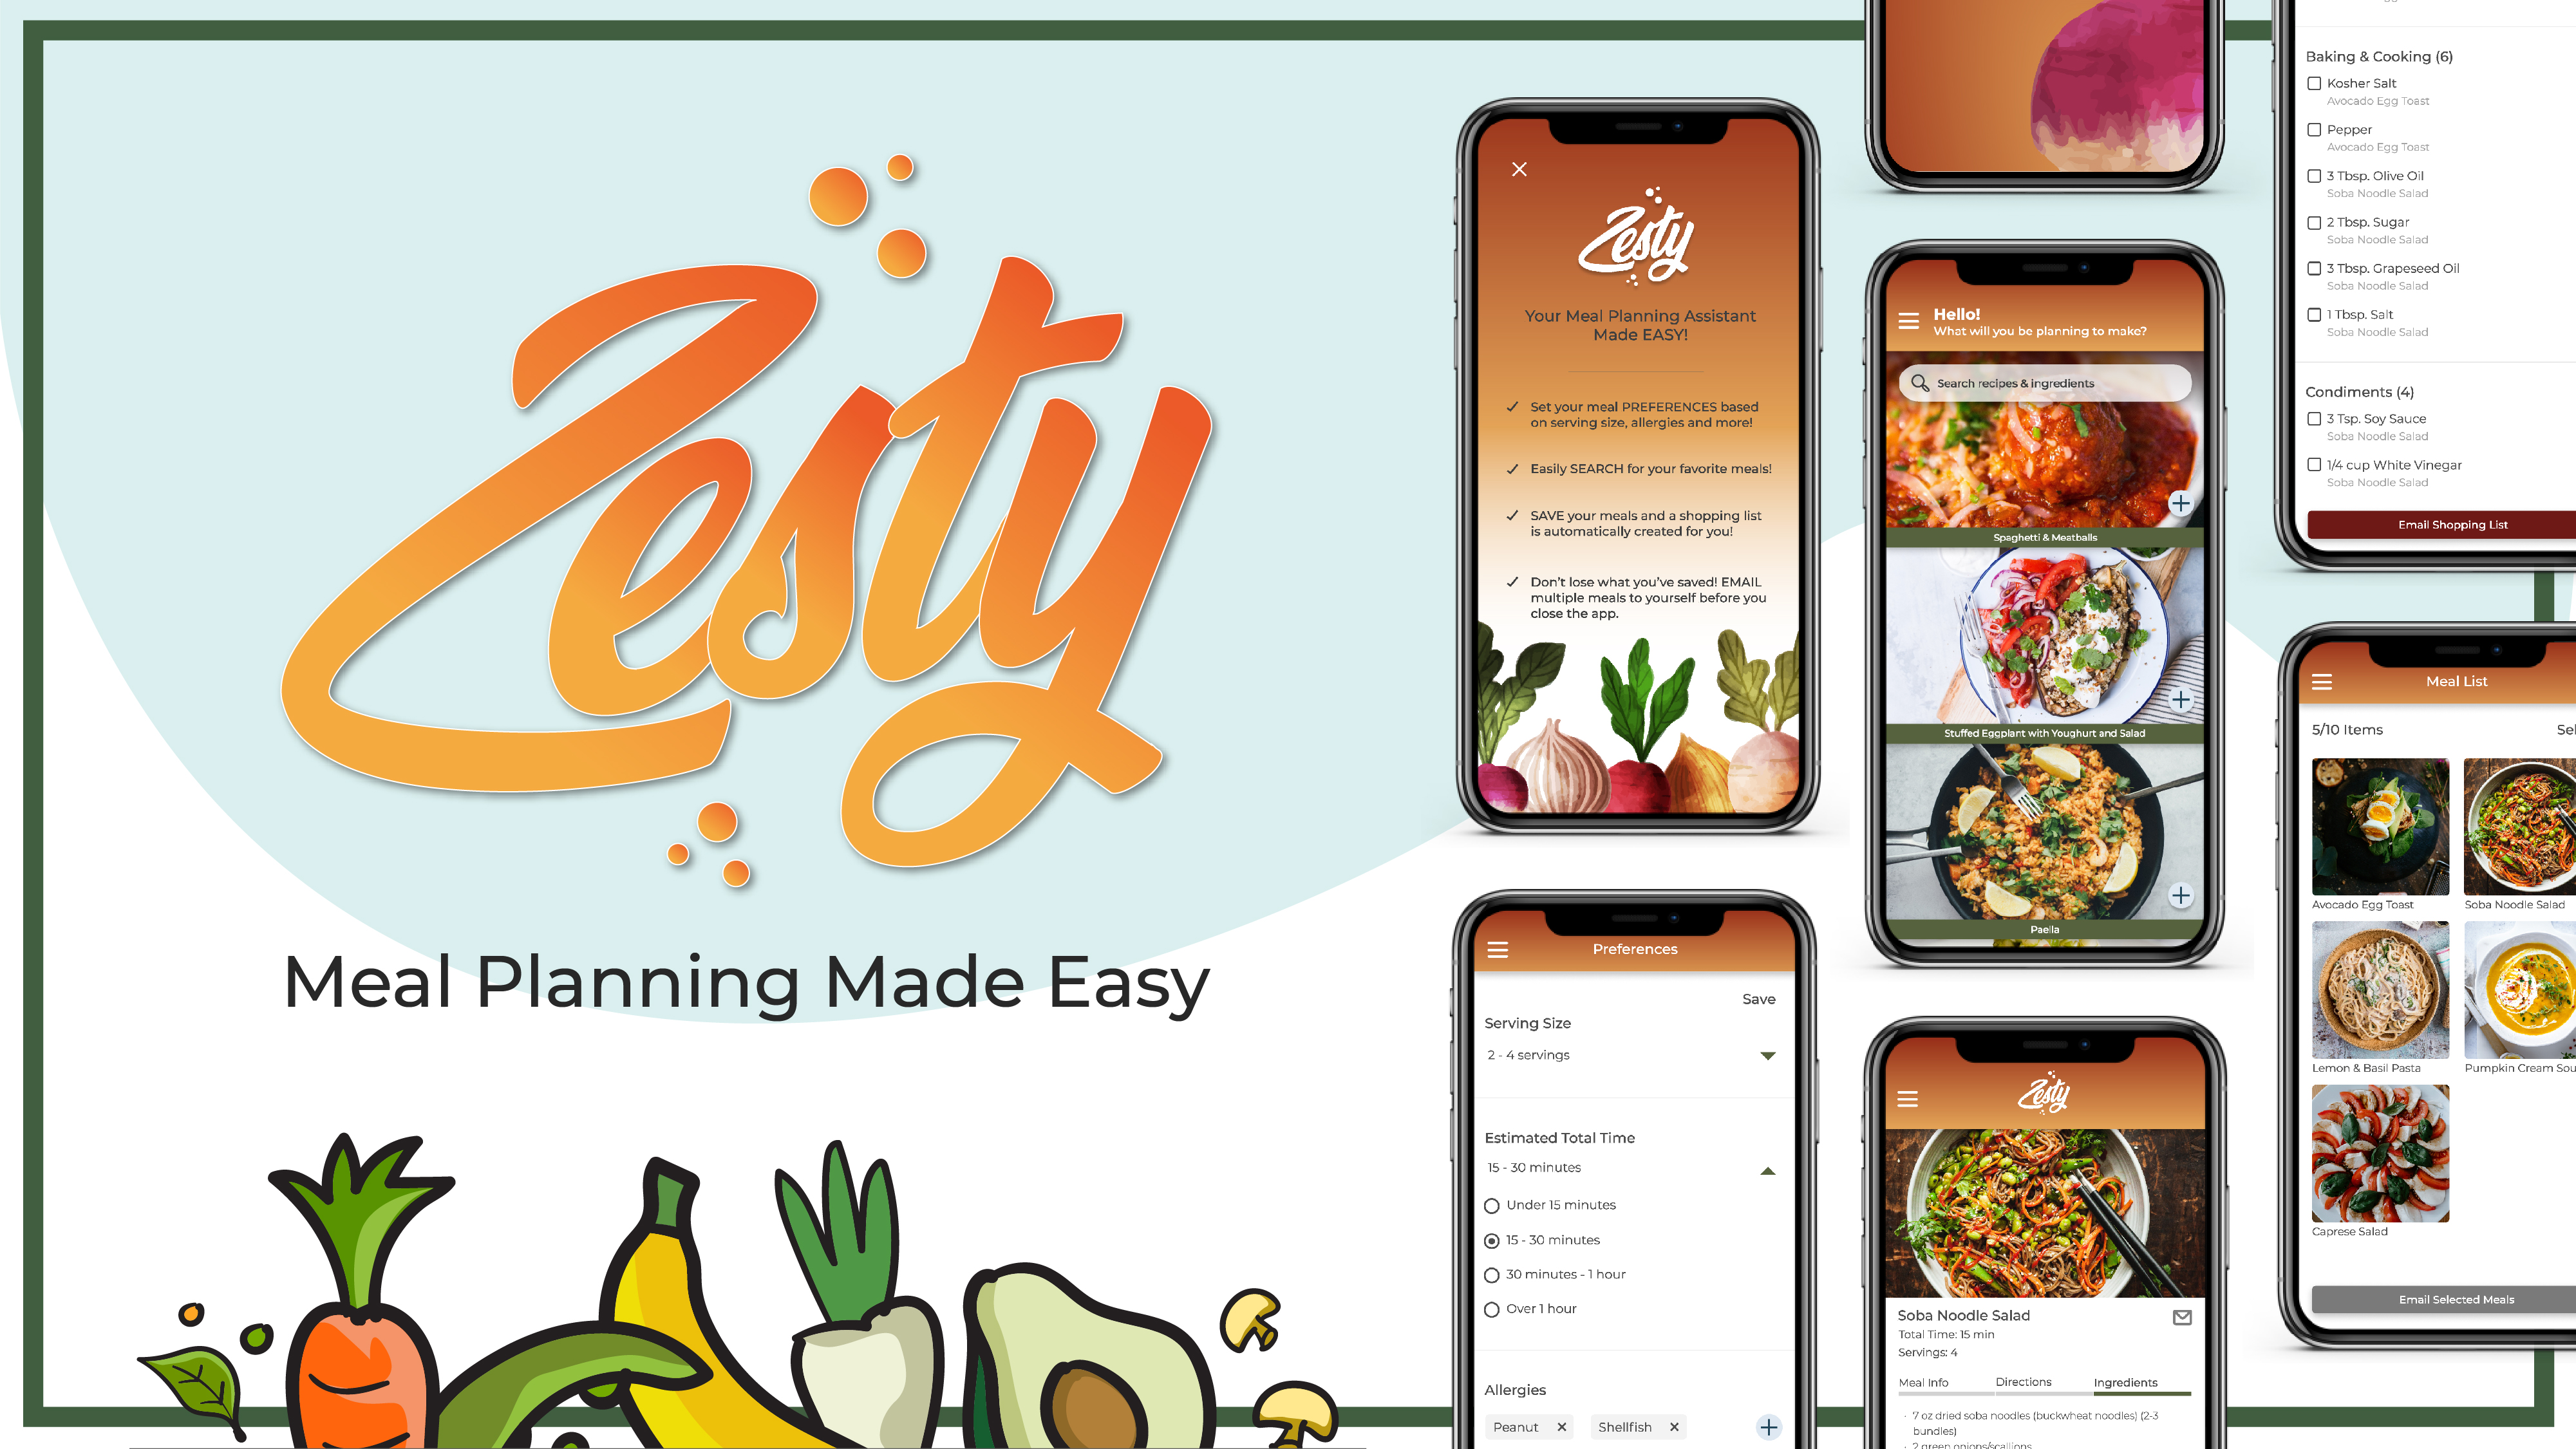 Zesty
Meal Planning Made Easy
Zesty
Your Meal Planning Assistant
Made EASY!
Set your meal PREFERENCES based
on serving size, allergies and more!
Easily SEARCH for your favorite meals!
SAVE your meals and a shopping list
is automatically created for you!
Don't lose what you've saved! EMAIL
multiple meals to yourself before you
close the app.
Preferences
Save
Serving Size
2 - 4 servings
Estimated Total Time
15 - 30 minutes
Under 15 minutes
15 - 30 minutes
30 minutes - 1 hour
Over 1 hour
Allergies
Peanut
Shellfish
Hello!
What will you be planning to make?
Search recipes & ingredients
Spaghetti & Meatballs
Stuffed Eggplant with Youghurt and Salad
Paella
Zesty
Soba Noodle Salad
Total Time: 15 min
Servings: 4
Meal Info
Directions
Ingredients
· 7 oz dried soba noodles (buckwheat noodles) (2-3
bundles)
· 2 green onions/scallions
Baking & Cooking (6)
Kosher Salt
Avocado Egg Toast
Pepper
Avocado Egg Toast
3 Tbsp. Olive Oil
Soba Noodle Salad
2 Tbsp. Sugar
Soba Noodle Salad
3 Tbsp. Grapeseed Oil
Soba Noodle Salad
1 Tbsp. Salt
Soba Noodle Salad
Condiments (4)
3 Tsp. Soy Sauce
Soba Noodle Salad
1/4 cup White Vinegar
Soba Noodle Salad
Email Shopping List
Meal List
5/10 Items
Sel
Avocado Egg Toast
Soba Noodle Salad
Lemon & Basil Pasta
Pumpkin Cream Sou
Caprese Salad
Email Selected Meals